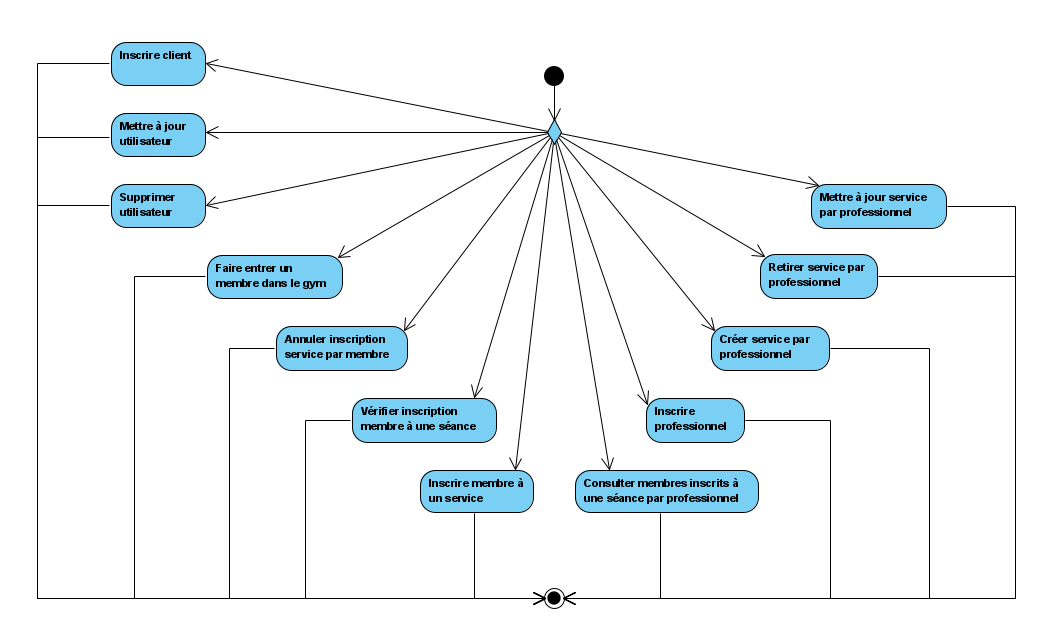 Inscrire client
Mettre à jour
utilisateur
Supprimer
utilisateur
Mettre à jour service
par professionnel
Faire entrer un
membre dans le gym
Retirer service par
professionnel
Annuler inscription
service par membre
Créer service par
professionnel
Vérifier inscription
membre à une séance
Inscrire
professionnel
Inscrire membre à
un service
Consulter membres inscrits à
une séance par professionnel